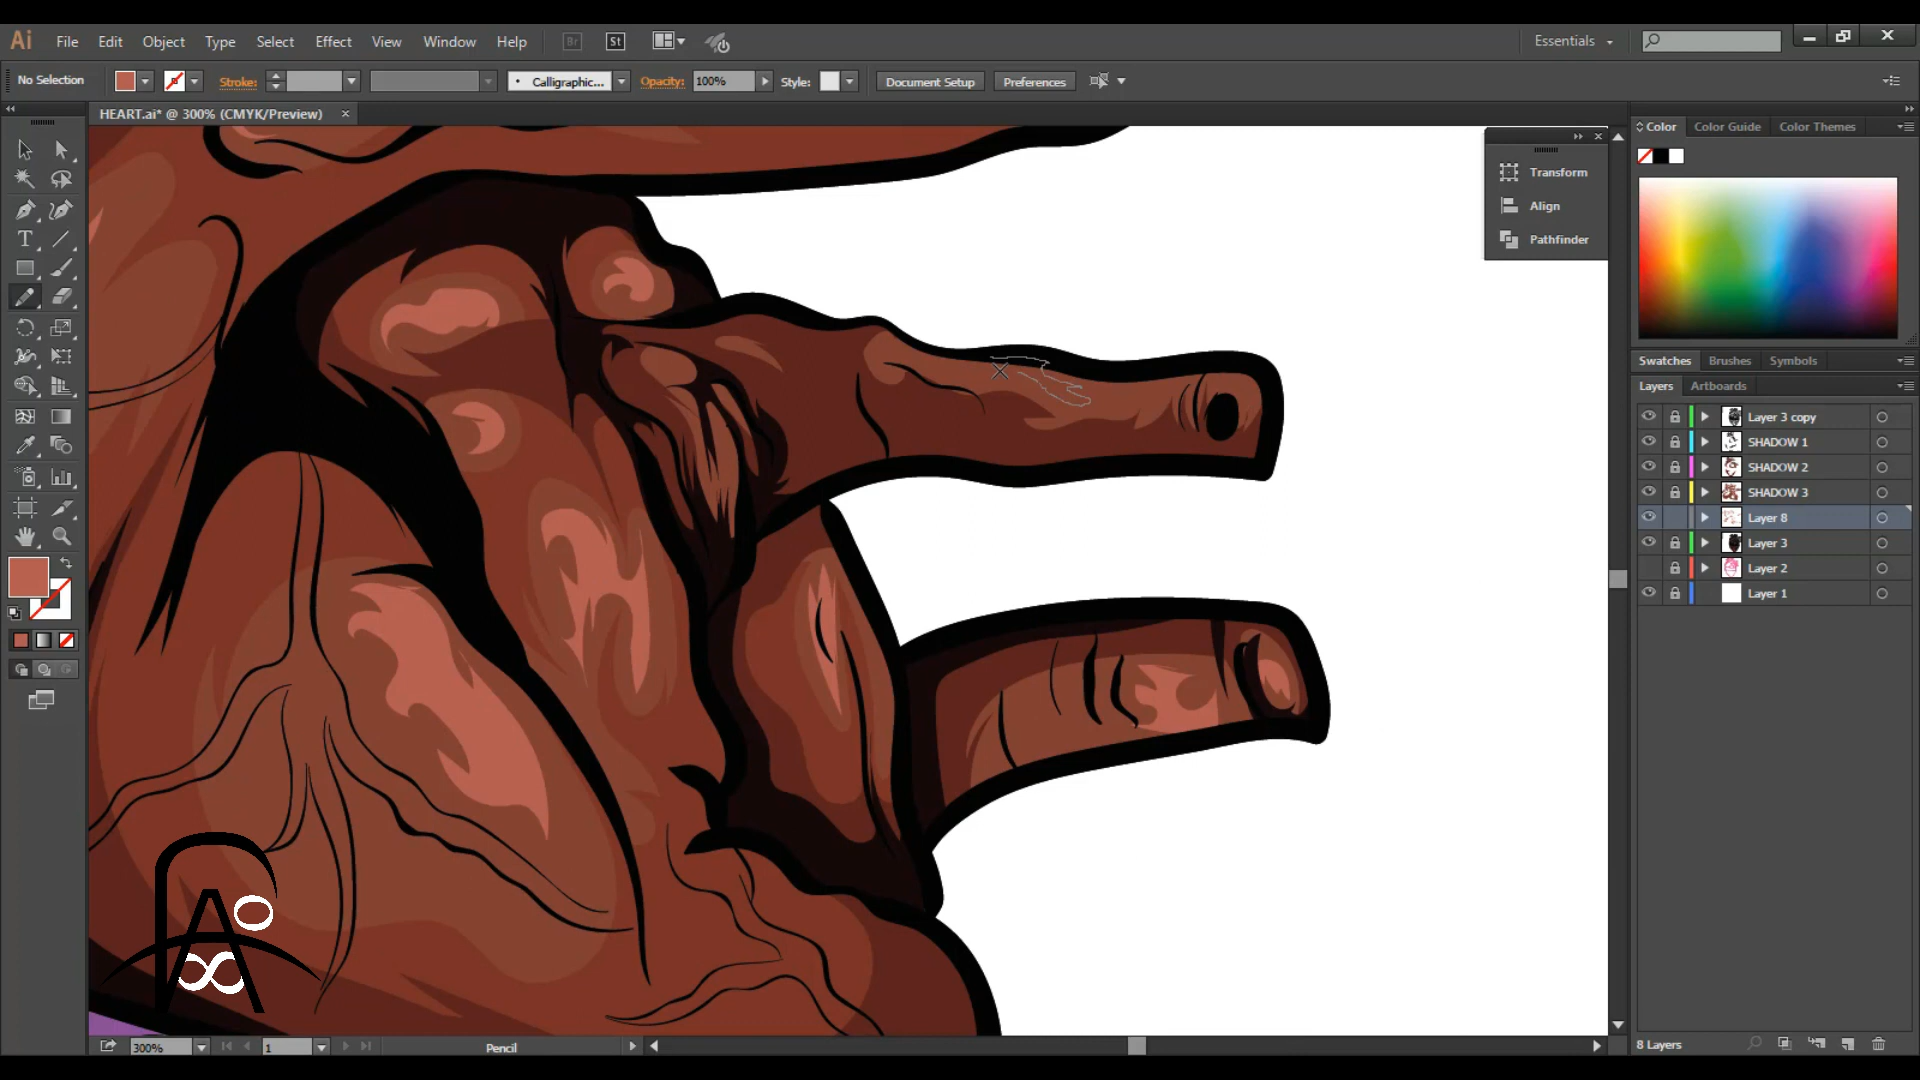 Ai File Edit Object Type Select Effect View Window Help Br St Essentials
No Selection Stroke: Calligraphic... Opacity: 100% Style: Document Setup Preferences
HEART.ai* @ 300% (CMYK/Preview)
Color Color Guide Color Themes
Transform
Align
Pathfinder
Swatches Brushes Symbols
Layers Artboards
Layer 3 copy
SHADOW 1
SHADOW 2
SHADOW 3
Layer 8
Layer 3
Layer 2
Layer 1
300% 1 Pencil
8 Layers